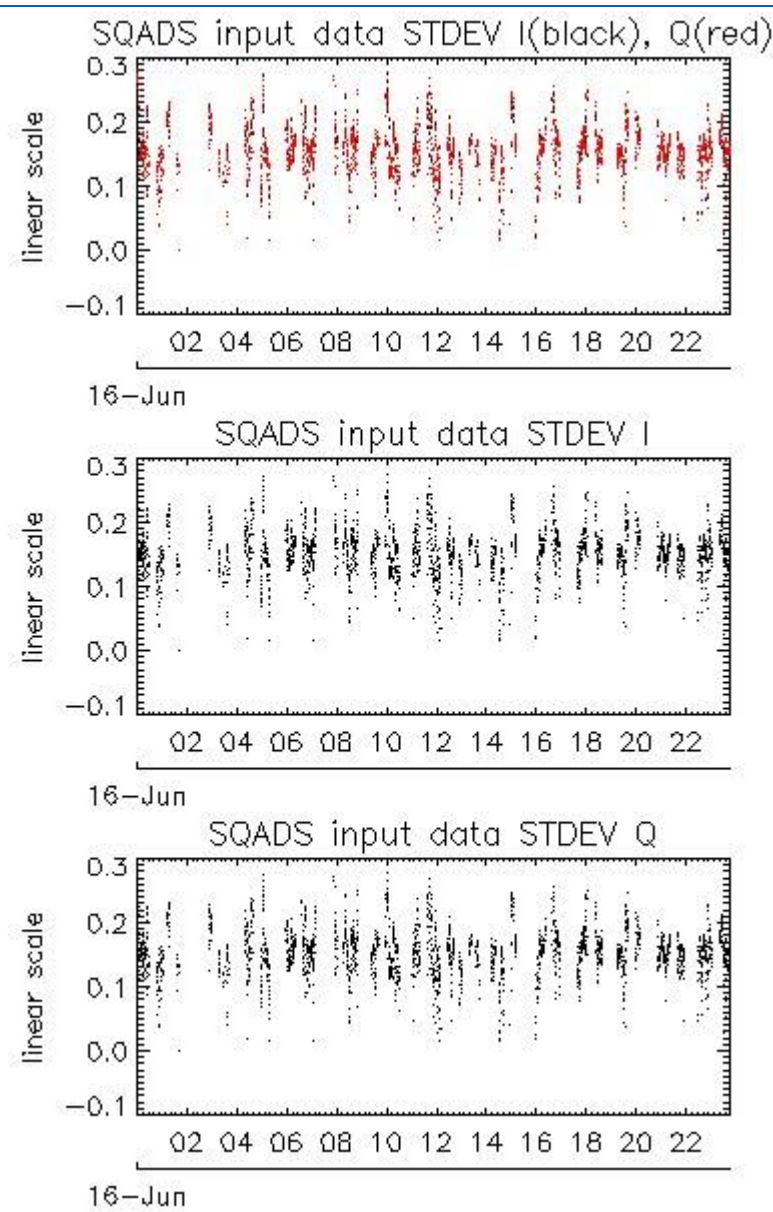 SQADS input data STDEV I(black), Q(red)
0.3
0.2
0.1
0.0
−0.1
linear scale
02 04 06 08 10 12 14 16 18 20 22
16−Jun
SQADS input data STDEV I
0.3
0.2
0.1
0.0
−0.1
linear scale
02 04 06 08 10 12 14 16 18 20 22
16−Jun
SQADS input data STDEV Q
0.3
0.2
0.1
0.0
−0.1
linear scale
02 04 06 08 10 12 14 16 18 20 22
16−Jun